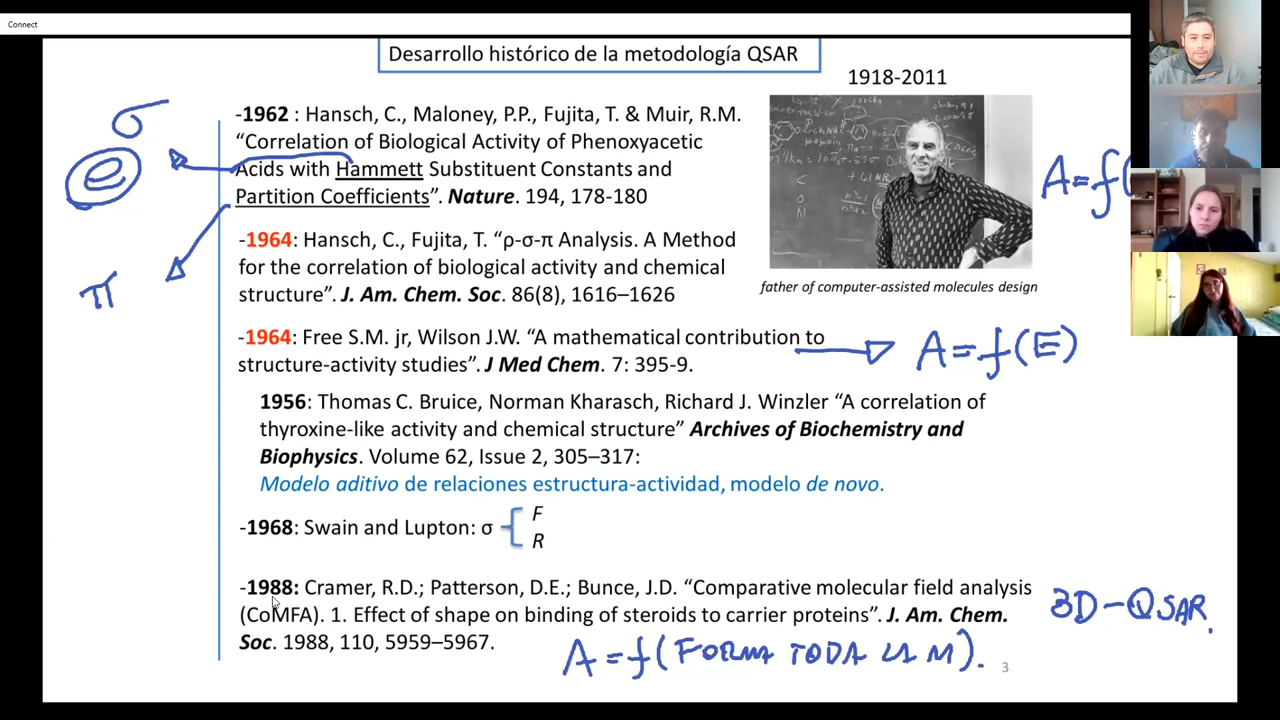 Connect
Desarrollo histórico de la metodología QSAR
1918-2011
-1962 : Hansch, C., Maloney, P.P., Fujita, T. & Muir, R.M.
“Correlation of Biological Activity of Phenoxyacetic
Acids with Hammett Substituent Constants and
Partition Coefficients”. Nature. 194, 178-180
σ
π
A=f(
father of computer-assisted molecules design
-1964: Hansch, C., Fujita, T. “ρ-σ-π Analysis. A Method
for the correlation of biological activity and chemical
structure”. J. Am. Chem. Soc. 86(8), 1616–1626
-1964: Free S.M. jr, Wilson J.W. “A mathematical contribution to
structure-activity studies”. J Med Chem. 7: 395-9.
A=f(E)
1956: Thomas C. Bruice, Norman Kharasch, Richard J. Winzler “A correlation of
thyroxine-like activity and chemical structure” Archives of Biochemistry and
Biophysics. Volume 62, Issue 2, 305–317:
Modelo aditivo de relaciones estructura-actividad, modelo de novo.
-1968: Swain and Lupton: σ
F
R
-1988: Cramer, R.D.; Patterson, D.E.; Bunce, J.D. “Comparative molecular field analysis
(CoMFA). 1. Effect of shape on binding of steroids to carrier proteins”. J. Am. Chem.
Soc. 1988, 110, 5959–5967.
3D-QSAR.
A=f(FORMA TODA LA M).
3